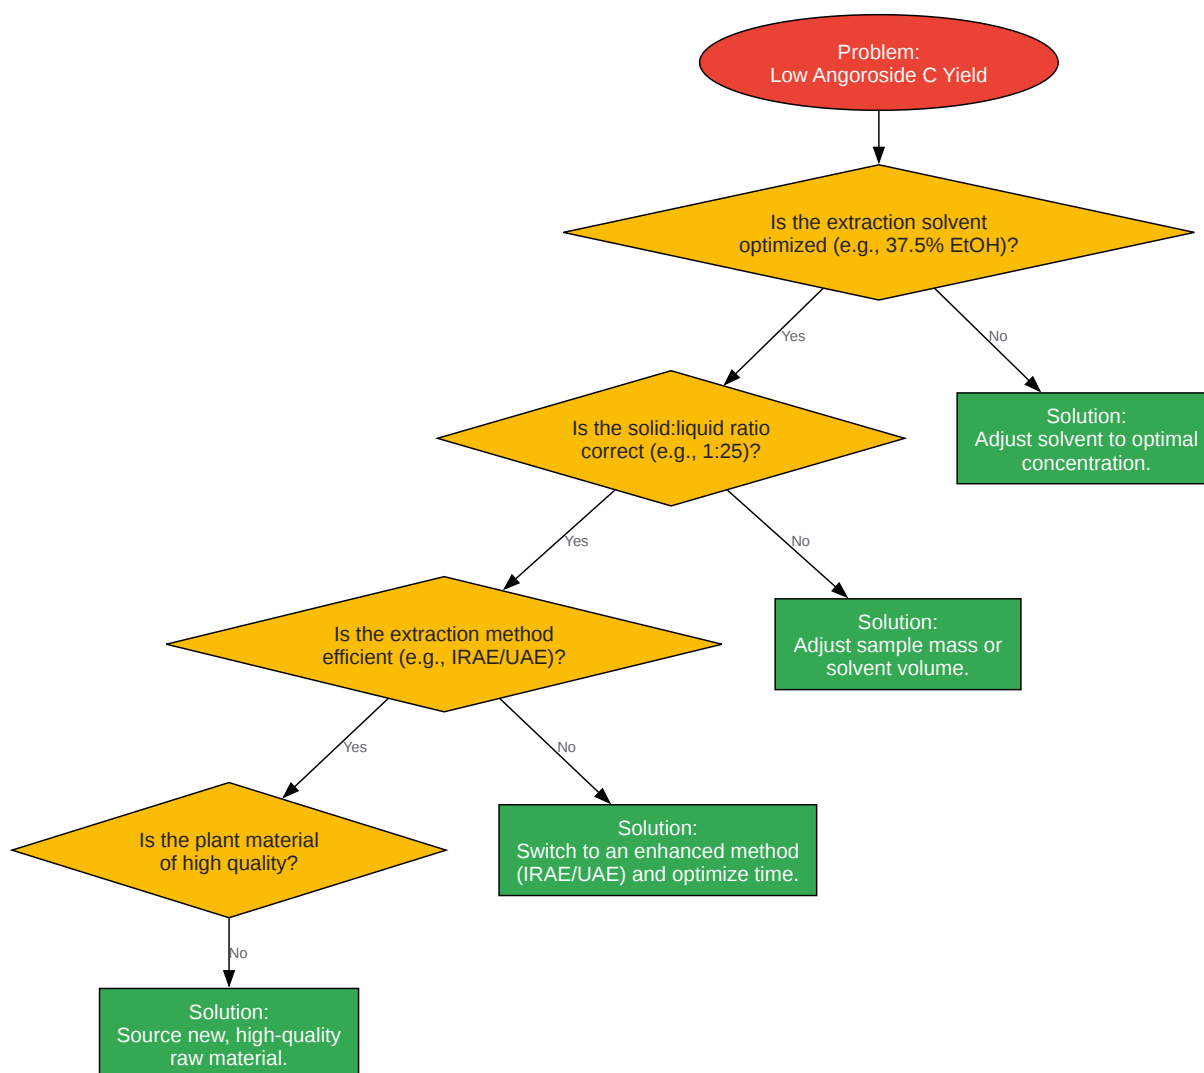 Problem:
Low Angoroside C Yield
Is the extraction solvent
optimized (e.g., 37.5% EtOH)?
Yes
No
Is the solid:liquid ratio
correct (e.g., 1:25)?
Solution:
Adjust solvent to optimal
concentration.
Yes
No
Is the extraction method
efficient (e.g., IRAE/UAE)?
Solution:
Adjust sample mass or
solvent volume.
Yes
No
Is the plant material
of high quality?
Solution:
Switch to an enhanced method
(IRAE/UAE) and optimize time.
No
Solution:
Source new, high-quality
raw material.